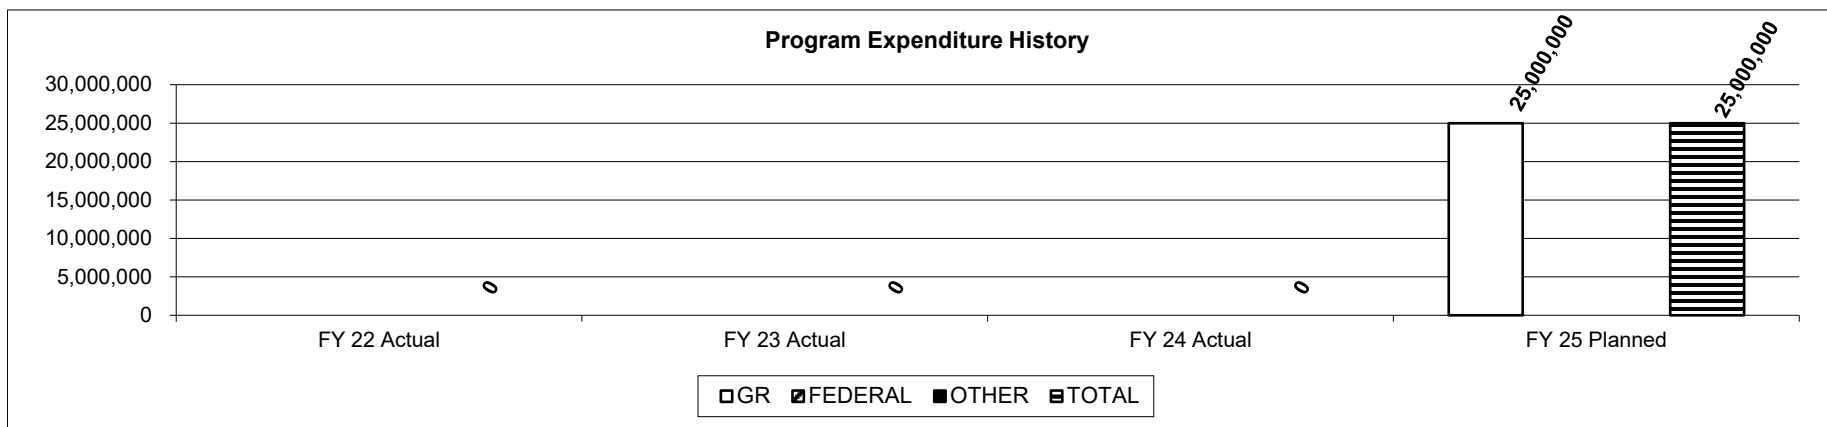 Program Expenditure History
25,000,000
25,000,000
30,000,000
25,000,000
20,000,000
15,000,000
10,000,000
5,000,000
0
0
0
0
FY 22 Actual
FY 23 Actual
FY 24 Actual
FY 25 Planned
GR FEDERAL OTHER TOTAL